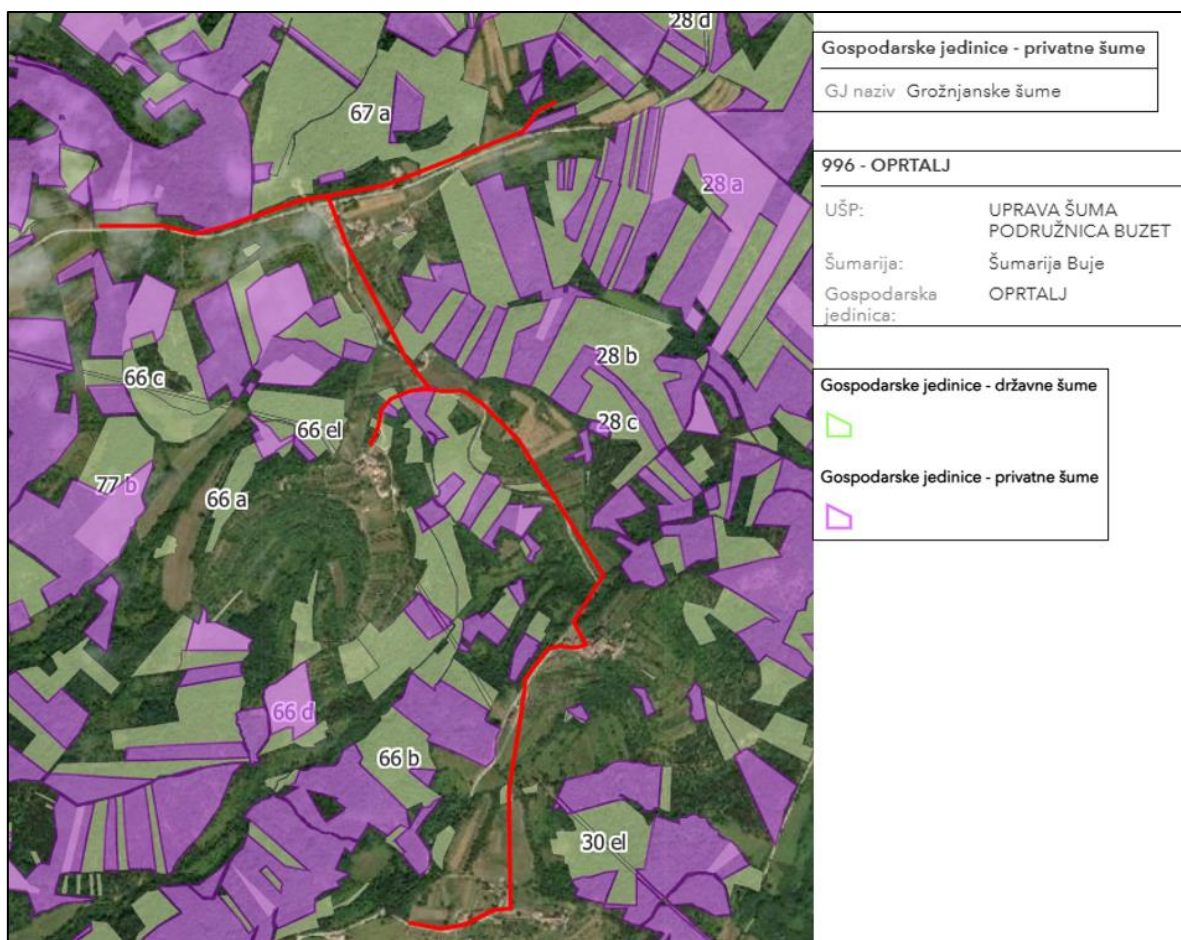 28 d
67 a
28 a
28 b
66 c
28 c
66 el
77 b
66 a
66 d
66 b
30 el
Gospodarske jedinice - privatne šume
GJ naziv Grožnjanske šume
996 - OPRTALJ
UŠP: UPRAVA ŠUMA
PODRUŽNICA BUZET
Šumarija: Šumarija Buje
Gospodarska OPRTALJ
jedinica:
Gospodarske jedinice - državne šume
Gospodarske jedinice - privatne šume